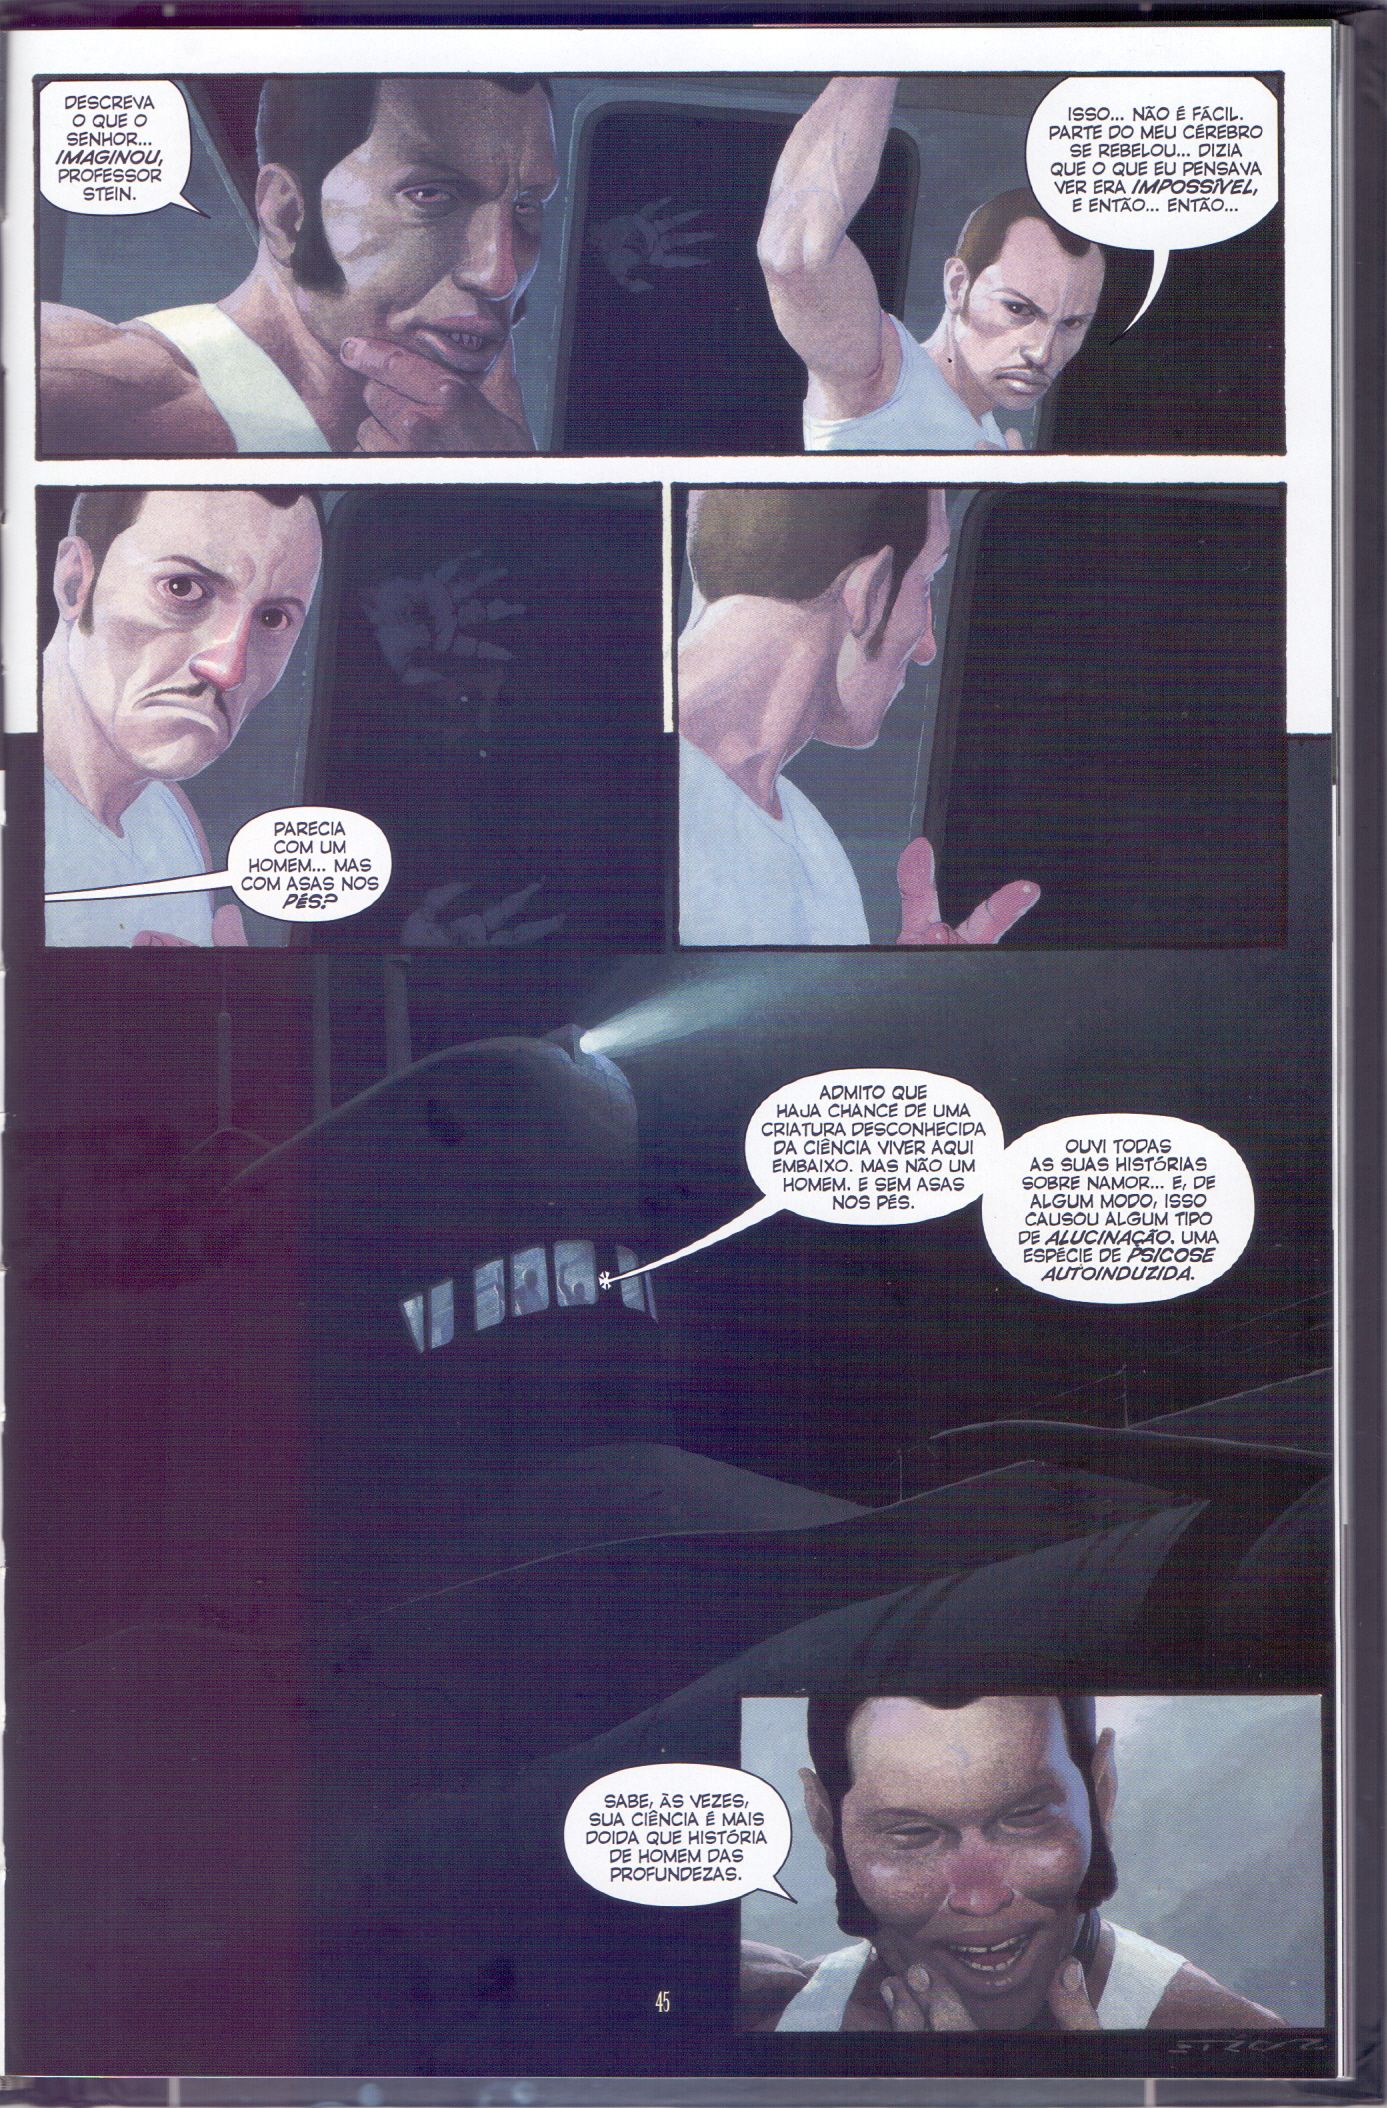 DESCREVA
O QUE O
SENHOR...
IMAGINOU,
PROFESSOR
STEIN.
ISSO... NÃO É FÁCIL.
PARTE DO MEU CÉREBRO
SE REBELOU... DIZIA
QUE O QUE EU PENSAVA
VER ERA IMPOSSÍVEL,
E ENTÃO... ENTÃO...
PARECIA
COM UM
HOMEM... MAS
COM ASAS NOS
PÉS?
ADMITO QUE
HAJA CHANCE DE UMA
CRIATURA DESCONHECIDA
DA CIÊNCIA VIVER AQUI
EMBAIXO. MAS NÃO UM
HOMEM. E SEM ASAS
NOS PÉS.
OUVI TODAS
AS SUAS HISTÓRIAS
SOBRE NAMOR... E, DE
ALGUM MODO, ISSO
CAUSOU ALGUM TIPO
DE ALUCINAÇÃO. UMA
ESPÉCIE DE PSICOSE
AUTOINDUZIDA.
SABE, ÀS VEZES,
SUA CIÊNCIA É MAIS
DOIDA QUE HISTÓRIA
DE HOMEM DAS
PROFUNDEZAS.
45